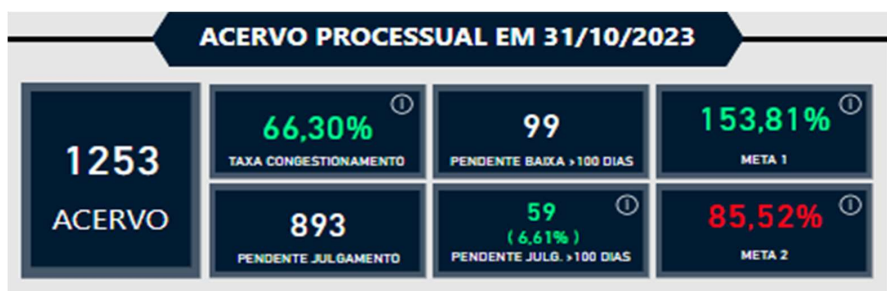 ACERVO PROCESSUAL EM 31/10/2023
1253
ACERVO
66,30%
TAXA CONGESTIONAMENTO
99
PENDENTE BAIXA >100 DIAS
153,81%
META 1
893
PENDENTE JULGAMENTO
59
( 6,61% )
PENDENTE JULG. >100 DIAS
85,52%
META 2